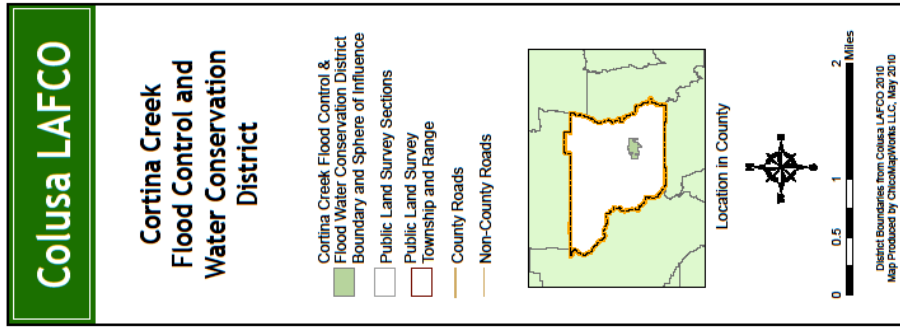 Colusa LAFCO
Cortina Creek
Flood Control and
Water Conservation
District
Cortina Creek Flood Control &
Flood Water Conservation District
Boundary and Sphere of Influence
Public Land Survey Sections
Public Land Survey
Township and Range
County Roads
Non-County Roads
Location in County
N
W E
S
0 0.5 1 2
Miles
District Boundaries from Colusa LAFCO 2010
Map Produced by ChicoMapWorks LLC, May 2010